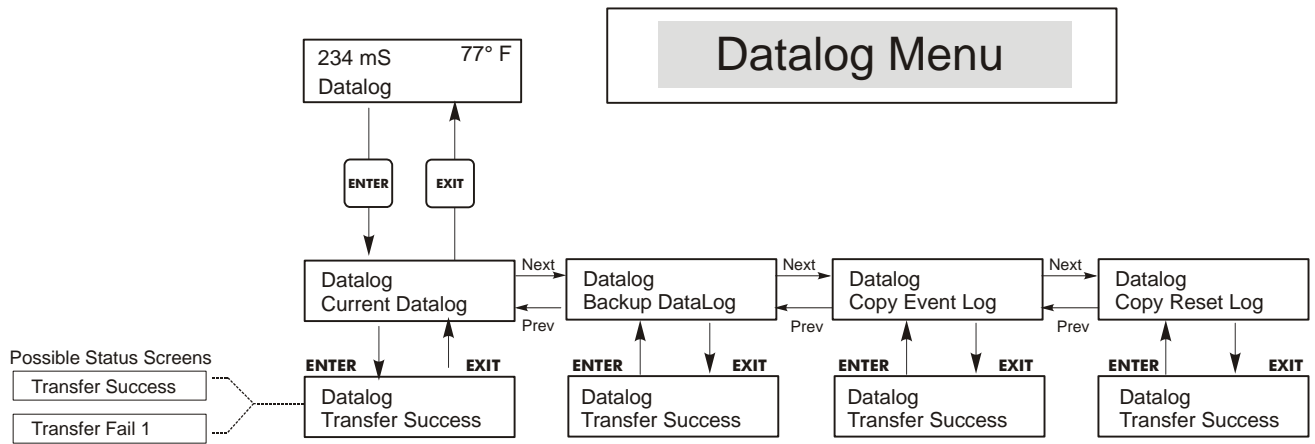 Datalog Menu
234 mS 77° F
Datalog
ENTER EXIT
Datalog
Current Datalog
Next
Prev
Datalog
Backup DataLog
Next
Prev
Datalog
Copy Event Log
Next
Prev
Datalog
Copy Reset Log
Possible Status Screens
Transfer Success
Transfer Fail 1
ENTER EXIT
Datalog
Transfer Success
ENTER EXIT
Datalog
Transfer Success
ENTER EXIT
Datalog
Transfer Success
ENTER EXIT
Datalog
Transfer Success